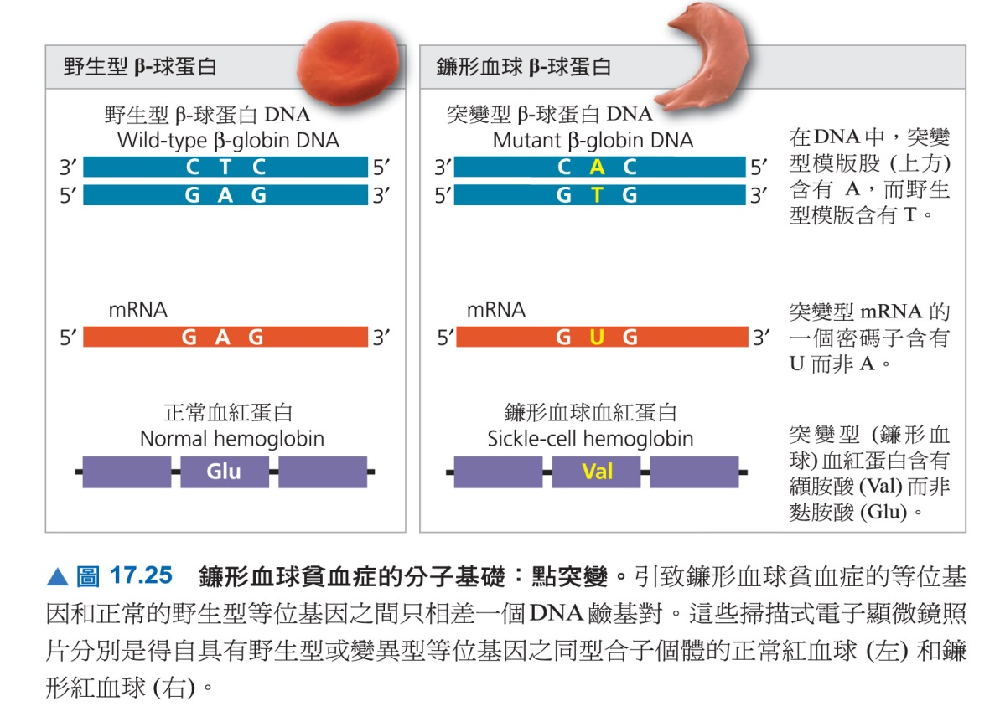 野生型 β-球蛋白
野生型 β-球蛋白 DNA
Wild-type β-globin DNA
3′ C T C 5′
5′ G A G 3′
mRNA
5′ G A G 3′
正常血紅蛋白
Normal hemoglobin
Glu
鐮形血球 β-球蛋白
突變型 β-球蛋白 DNA
Mutant β-globin DNA
3′ C A C 5′
5′ G T G 3′
mRNA
5′ G U G 3′
鐮形血球血紅蛋白
Sickle-cell hemoglobin
Val
在DNA中，突變
型模版股 (上方)
含有 A，而野生
型模版含有 T。
突變型 mRNA 的
一個密碼子含有
U 而非 A。
突變型 (鐮形血
球) 血紅蛋白含有
纈胺酸 (Val) 而非
麩胺酸 (Glu)。
▲ 圖 17.25 鐮形血球貧血症的分子基礎：點突變。引致鐮形血球貧血症的等位基
因和正常的野生型等位基因之間只相差一個DNA鹼基對。這些掃描式電子顯微鏡照
片分別是得自具有野生型或變異型等位基因之同型合子個體的正常紅血球 (左) 和鐮
形紅血球 (右)。